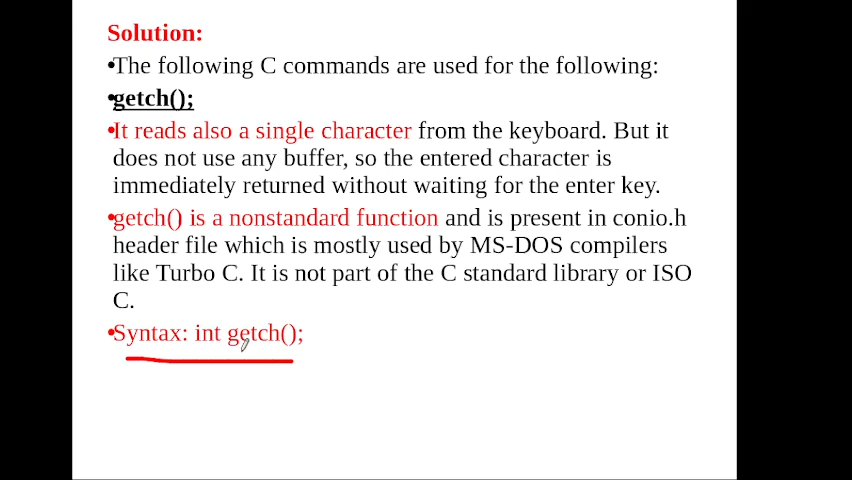 Solution:
•The following C commands are used for the following:
•getch();
•It reads also a single character from the keyboard. But it
does not use any buffer, so the entered character is
immediately returned without waiting for the enter key.
•getch() is a nonstandard function and is present in conio.h
header file which is mostly used by MS-DOS compilers
like Turbo C. It is not part of the C standard library or ISO
C.
•Syntax: int getch();